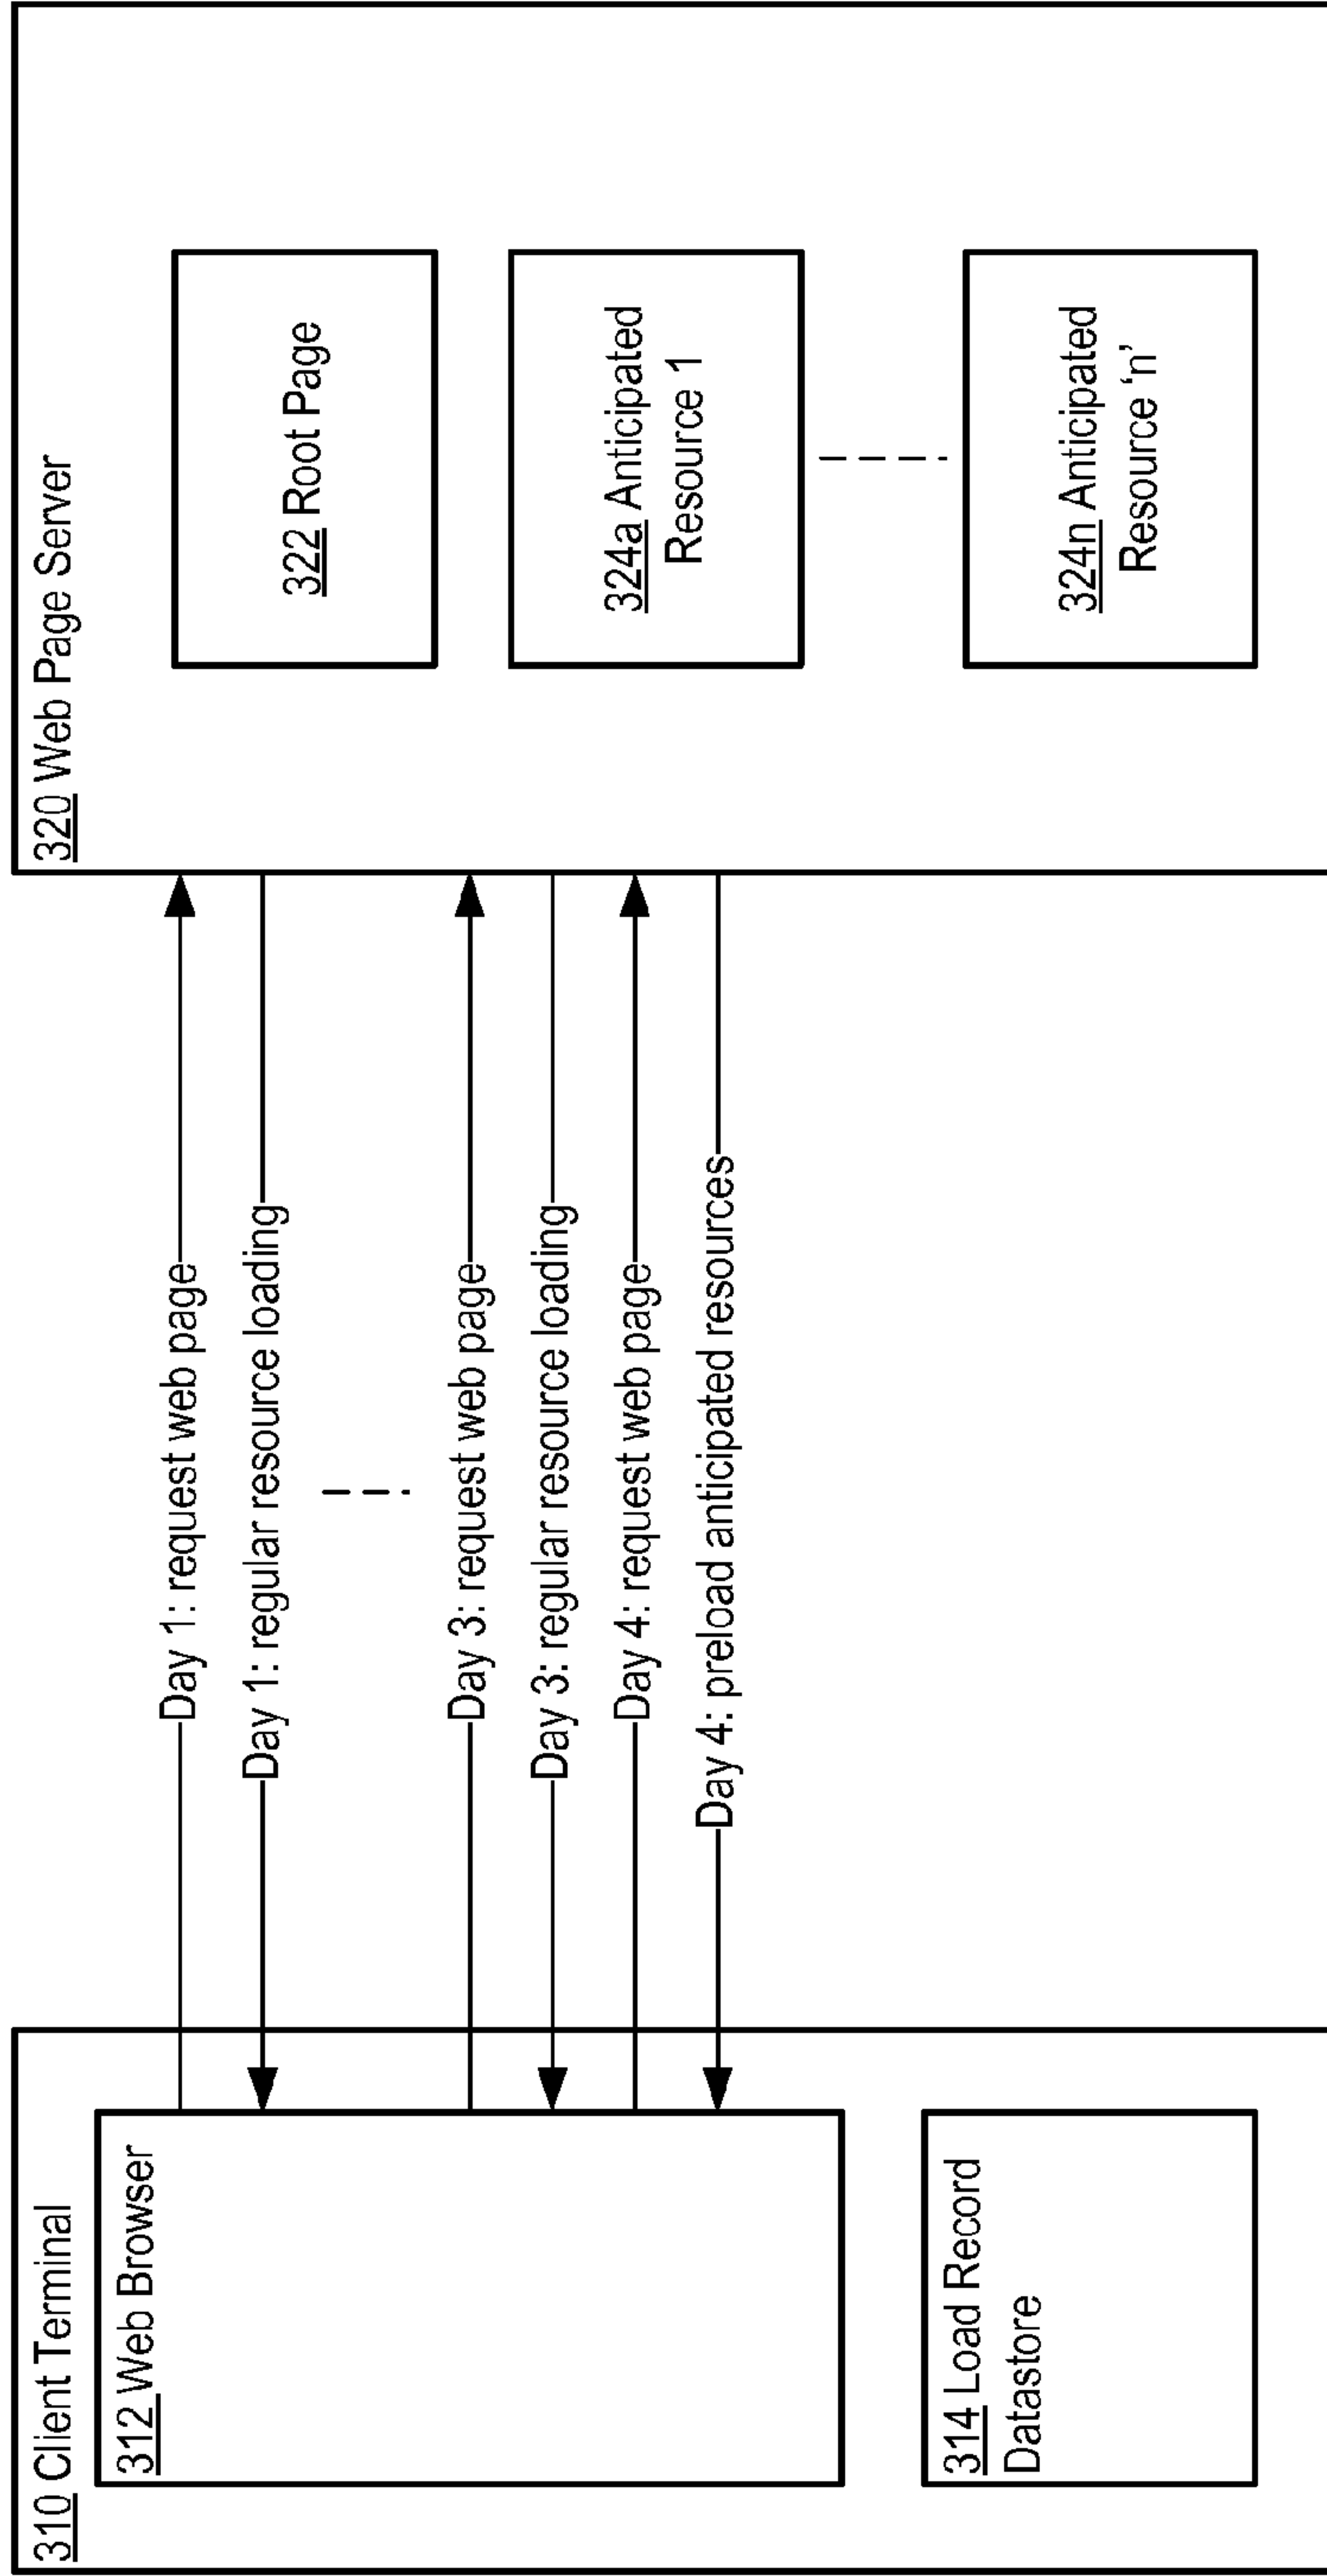 310 Client Terminal
312 Web Browser
314 Load Record
Datastore
Day 1: request web page
Day 1: regular resource loading
Day 3: request web page
Day 3: regular resource loading
Day 4: request web page
Day 4: preload anticipated resources
320 Web Page Server
322 Root Page
324a Anticipated
Resource 1
324n Anticipated
Resource ‘n’